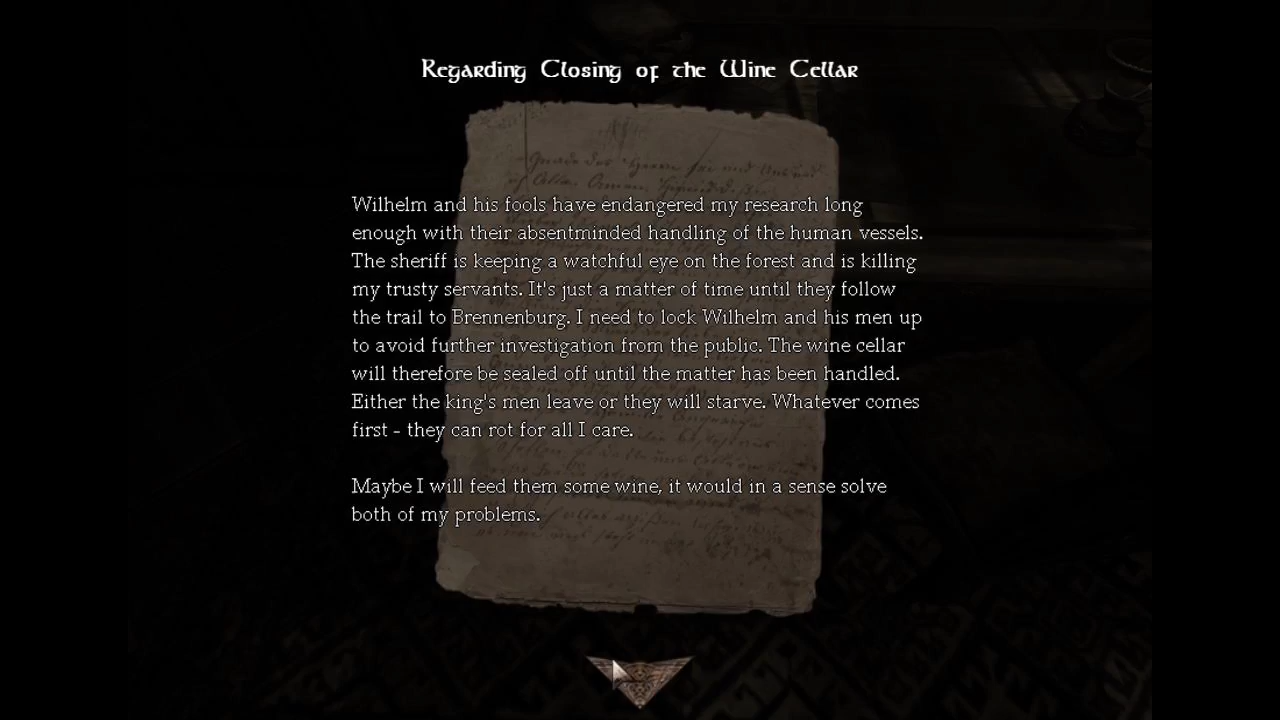 Regarding Closing of the Wine Cellar
Wilhelm and his fools have endangered my research long
enough with their absentminded handling of the human vessels.
The sheriff is keeping a watchful eye on the forest and is killing
my trusty servants. It's just a matter of time until they follow
the trail to Brennenburg. I need to lock Wilhelm and his men up
to avoid further investigation from the public. The wine cellar
will therefore be sealed off until the matter has been handled.
Either the king's men leave or they will starve. Whatever comes
first - they can rot for all I care.
Maybe I will feed them some wine, it would in a sense solve
both of my problems.